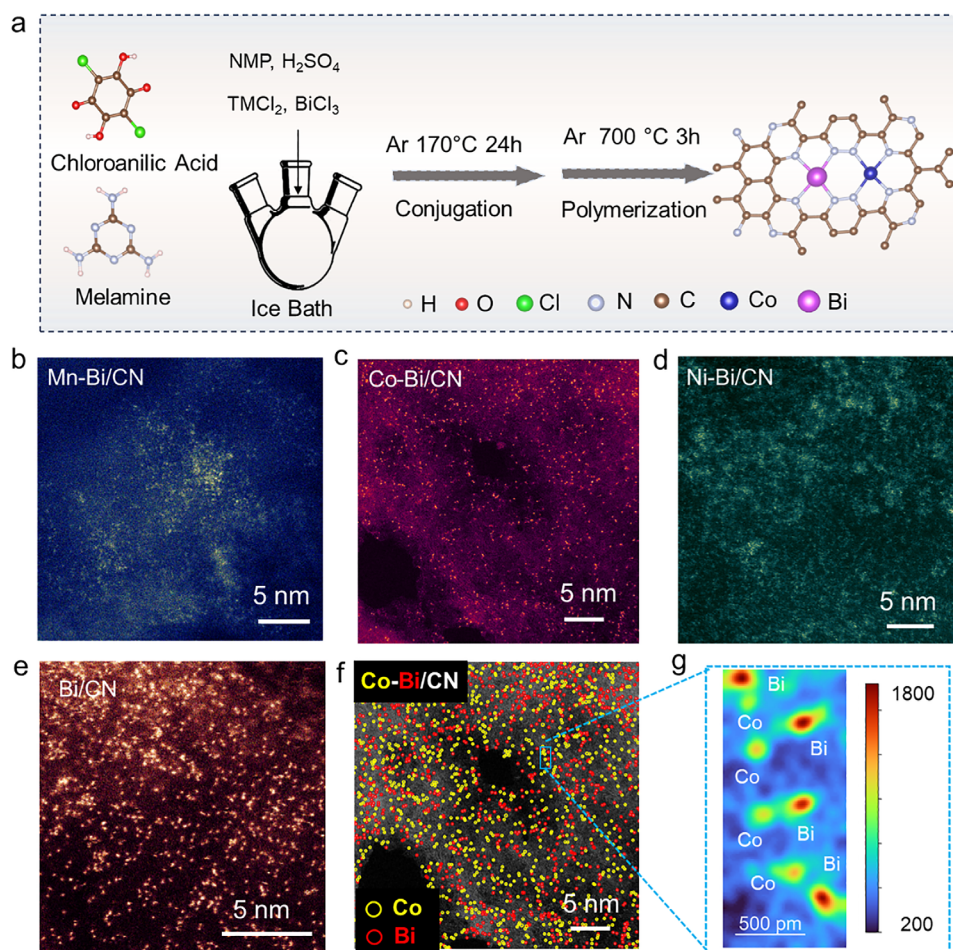 a
NMP, H₂SO₄
TMCl₂, BiCl₃
Chloroanilic Acid
Melamine
Ice Bath
Ar 170°C 24h
Conjugation
Ar 700 °C 3h
Polymerization
H O Cl N C Co Bi
b
Mn-Bi/CN
5 nm
c
Co-Bi/CN
5 nm
d
Ni-Bi/CN
5 nm
e
Bi/CN
5 nm
f
Co-Bi/CN
Co
Bi
5 nm
g
Bi
Co
Bi
Co
Co
Bi
Bi
Co
500 pm
1800
200